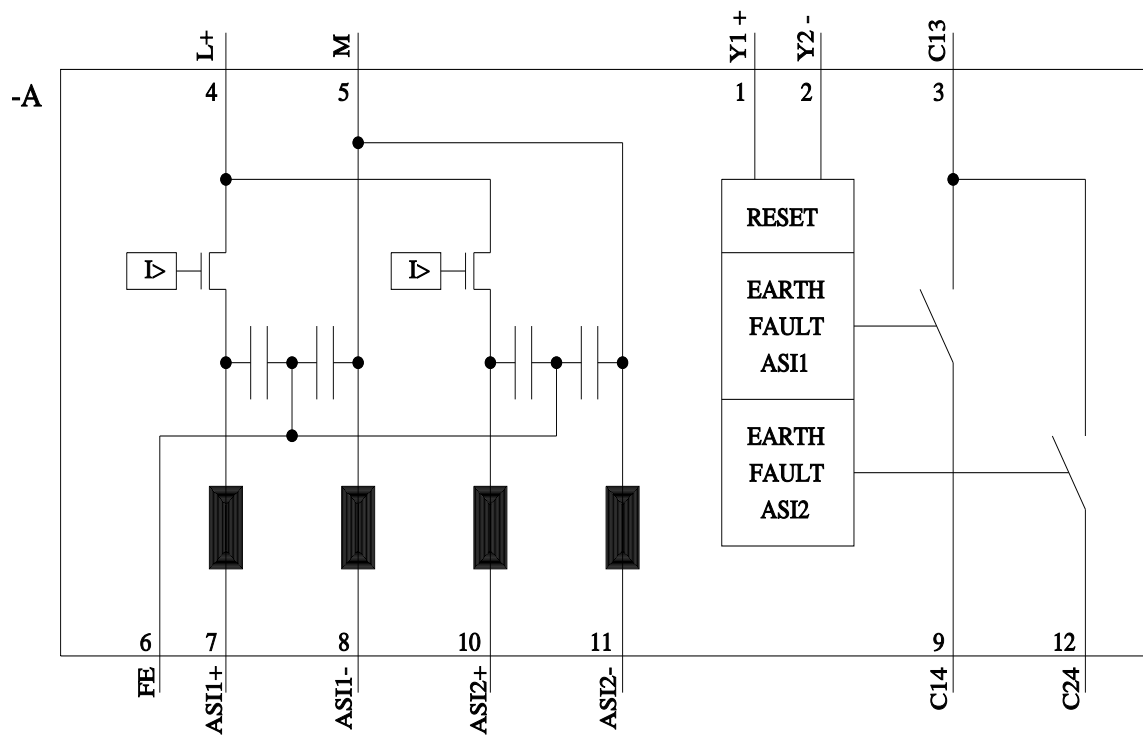 L+
M
Y1 +
Y2 -
C13
-A
4
5
1
2
3
RESET
I>
I>
EARTH
FAULT
ASI1
EARTH
FAULT
ASI2
6
7
8
10
11
9
12
FE
ASI1+
ASI1-
ASI2+
ASI2-
C14
C24